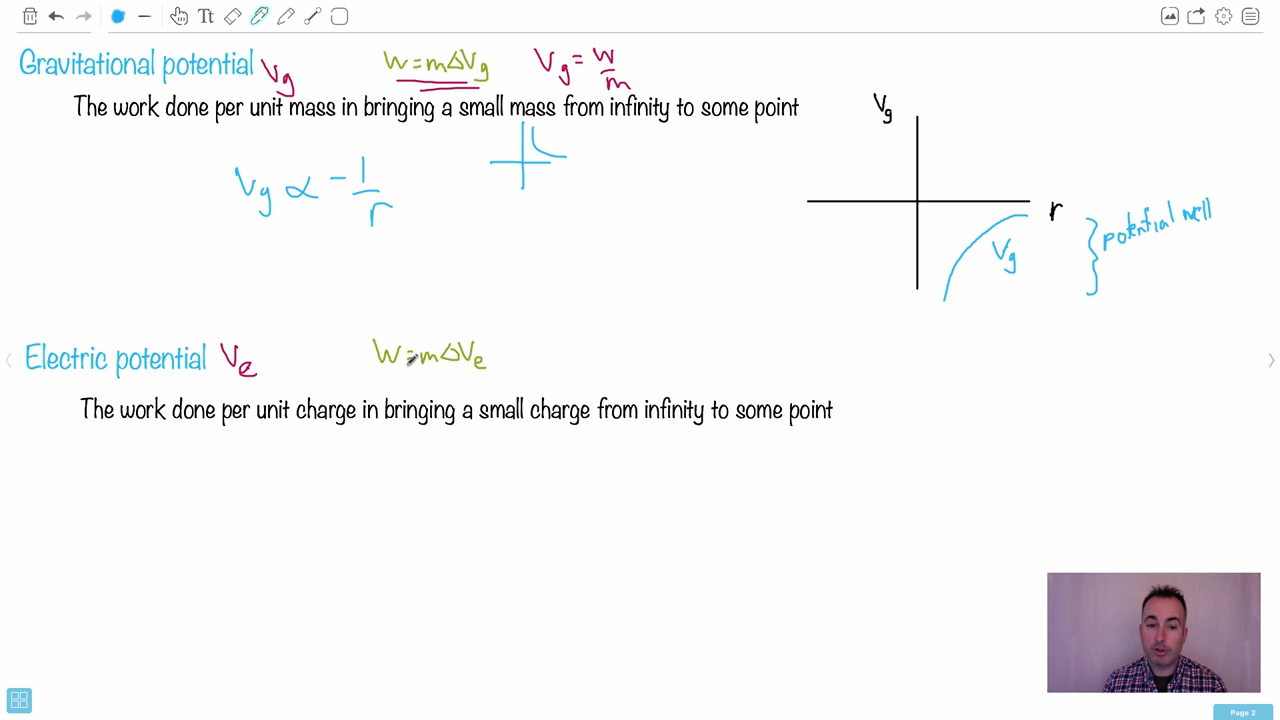 Tt
Gravitational potential Vg W = mΔVg Vg = W/m
The work done per unit mass in bringing a small mass from infinity to some point
Vg
Vg ∝ -1/r
r
Vg
potential well
Electric potential Ve W = mΔVe
The work done per unit charge in bringing a small charge from infinity to some point
Page 2